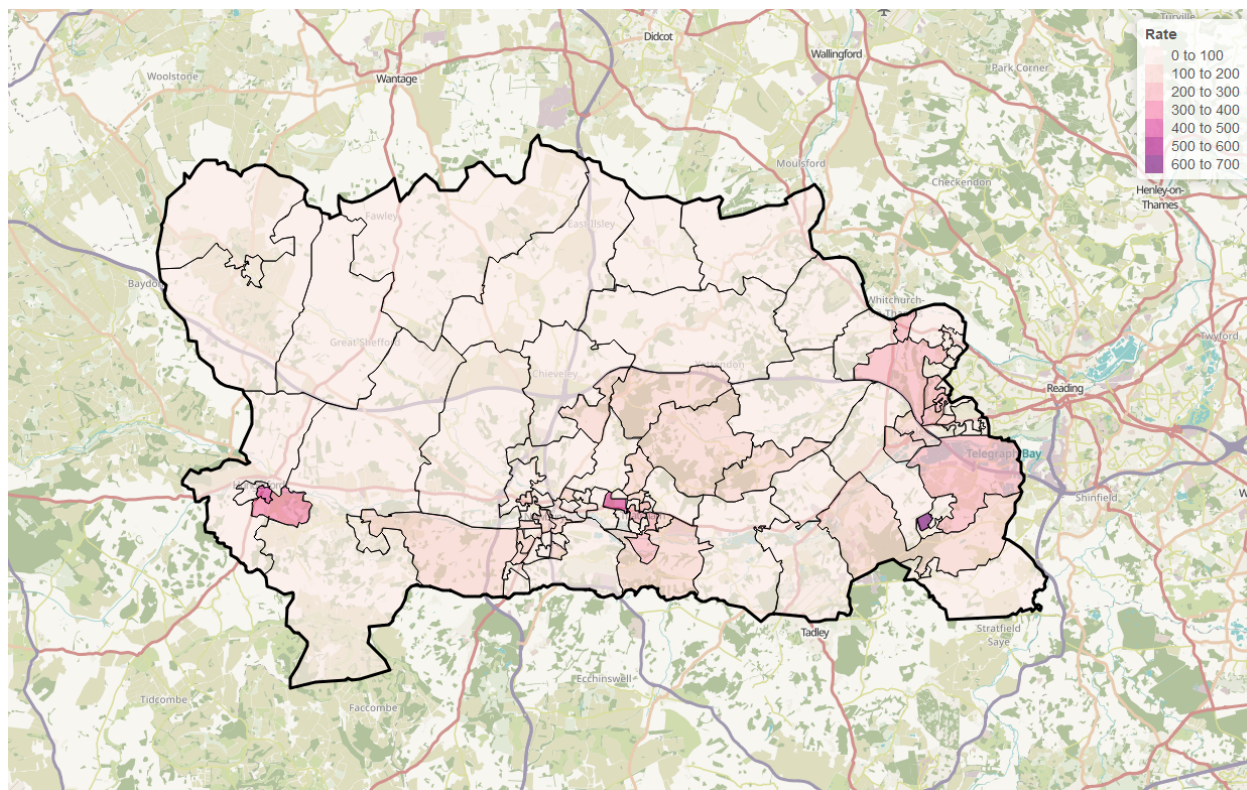 Turville
Didcot
Wallingford
Park Corner
Woolstone
Wantage
Moulsford
Checkendon
Henley-on-
Thames
Fawley
East Ilsley
Baydon
Whitchurch-
Twyford
Great Shefford
Chieveley
Reading
Telegraph Bay
Shinfield
W
Tadley
Stratfield
Saye
Ecchinswell
Tidcombe
Faccombe
Rate
0 to 100
100 to 200
200 to 300
300 to 400
400 to 500
500 to 600
600 to 700